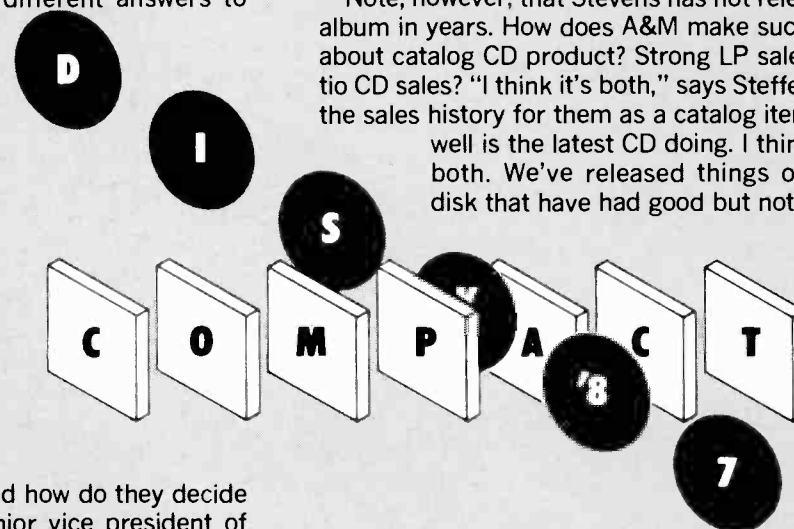 different answers to
Note, however, that Stevens has not rele
album in years. How does A&M make suc
about catalog CD product? Strong LP sale
tio CD sales? "I think it's both," says Steffe
the sales history for them as a catalog
well is the latest CD doing. I
both. We've released things o
disk that have had good but not
D
I
S
C O M P A C T
'8
7
d how do they decide
nior vice president of